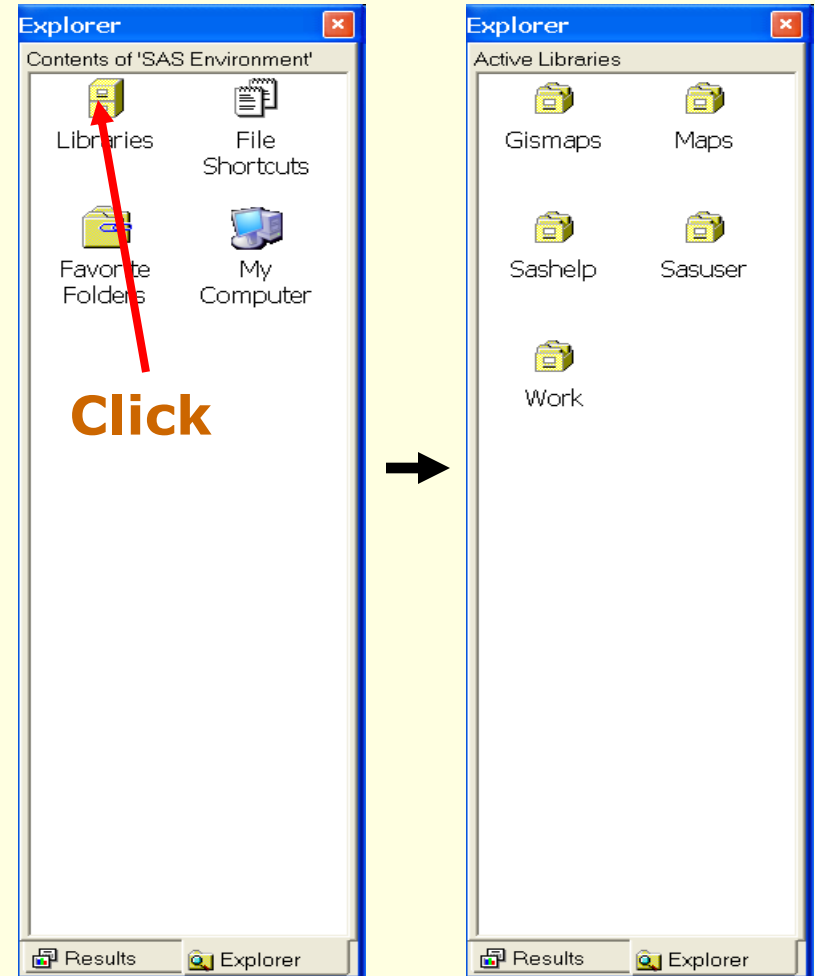 Explorer
Contents of 'SAS Environment'
Libraries
File
Shortcuts
Favorite
Folders
My
Computer
Click
Results
Explorer
Explorer
Active Libraries
Gismaps
Maps
Sashelp
Sasuser
Work
Results
Explorer